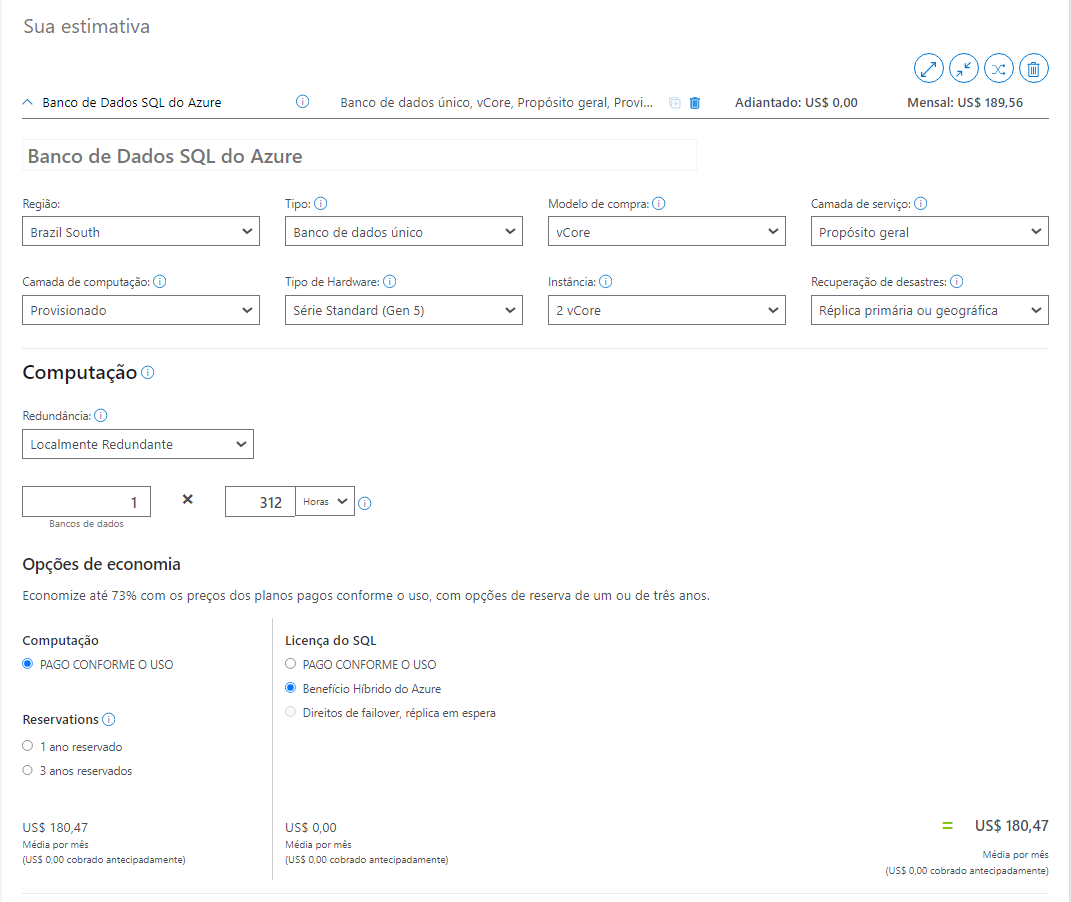 Sua estimativa
Banco de Dados SQL do Azure Banco de dados único, vCore, Propósito geral, Provi... Adiantado: US$ 0,00 Mensal: US$ 189,56
Banco de Dados SQL do Azure
Região: Tipo: Modelo de compra: Camada de serviço:
Brazil South Banco de dados único vCore Propósito geral
Camada de computação: Tipo de Hardware: Instância: Recuperação de desastres:
Provisionado Série Standard (Gen 5) 2 vCore Réplica primária ou geográfica
Computação
Redundância:
Localmente Redundante
1 × 312 Horas
Bancos de dados
Opções de economia
Economize até 73% com os preços dos planos pagos conforme o uso, com opções de reserva de um ou de três anos.
Computação Licença do SQL
PAGO CONFORME O USO PAGO CONFORME O USO
Benefício Híbrido do Azure
Direitos de failover, réplica em espera
Reservations
1 ano reservado
3 anos reservados
US$ 180,47 US$ 0,00 = US$ 180,47
Média por mês Média por mês Média por mês
(US$ 0,00 cobrado antecipadamente) (US$ 0,00 cobrado antecipadamente) (US$ 0,00 cobrado antecipadamente)